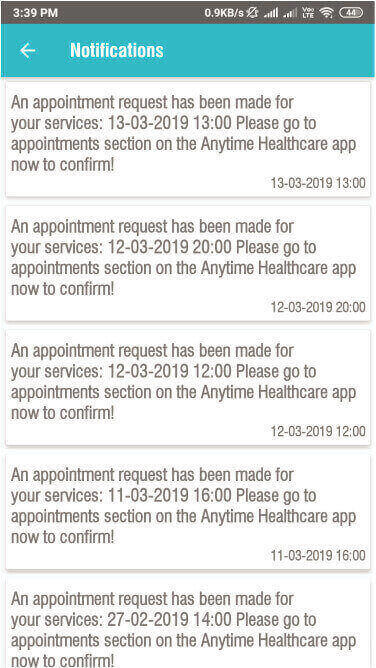 3:39 PM 0.9KB/s VoLTE 44
Notifications
An appointment request has been made for
your services: 13-03-2019 13:00 Please go to
appointments section on the Anytime Healthcare app
now to confirm!
13-03-2019 13:00
An appointment request has been made for
your services: 12-03-2019 20:00 Please go to
appointments section on the Anytime Healthcare app
now to confirm!
12-03-2019 20:00
An appointment request has been made for
your services: 12-03-2019 12:00 Please go to
appointments section on the Anytime Healthcare app
now to confirm!
12-03-2019 12:00
An appointment request has been made for
your services: 11-03-2019 16:00 Please go to
appointments section on the Anytime Healthcare app
now to confirm!
11-03-2019 16:00
An appointment request has been made for
your services: 27-02-2019 14:00 Please go to
appointments section on the Anytime Healthcare app
now to confirm!